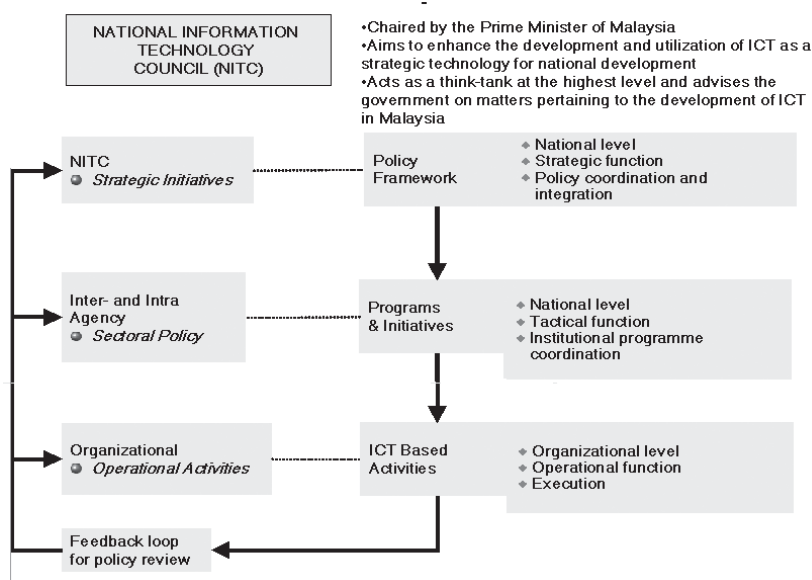 NATIONAL INFORMATION
TECHNOLOGY
COUNCIL (NITC)
•Chaired by the Prime Minister of Malaysia
•Aims to enhance the development and utilization of ICT as a
strategic technology for national development
•Acts as a think-tank at the highest level and advises the
government on matters pertaining to the development of ICT
in Malaysia
NITC
Strategic Initiatives
Policy
Framework
National level
Strategic function
Policy coordination and
integration
Inter- and Intra
Agency
Sectoral Policy
Programs
& Initiatives
National level
Tactical function
Institutional programme
coordination
Organizational
Operational Activities
ICT Based
Activities
Organizational level
Operational function
Execution
Feedback loop
for policy review